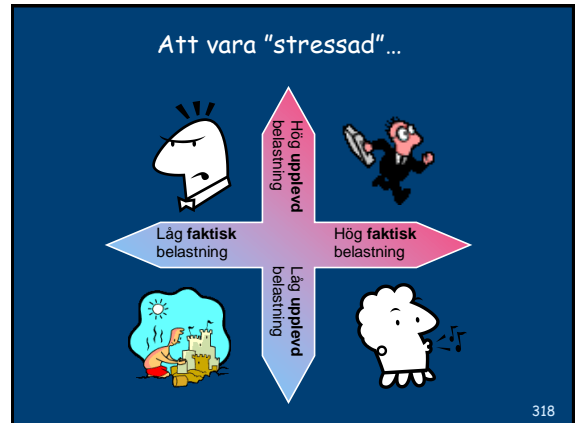 Att vara ”stressad”…
Hög upplevd
belastning
Låg faktisk
belastning
Hög faktisk
belastning
Låg upplevd
belastning
318